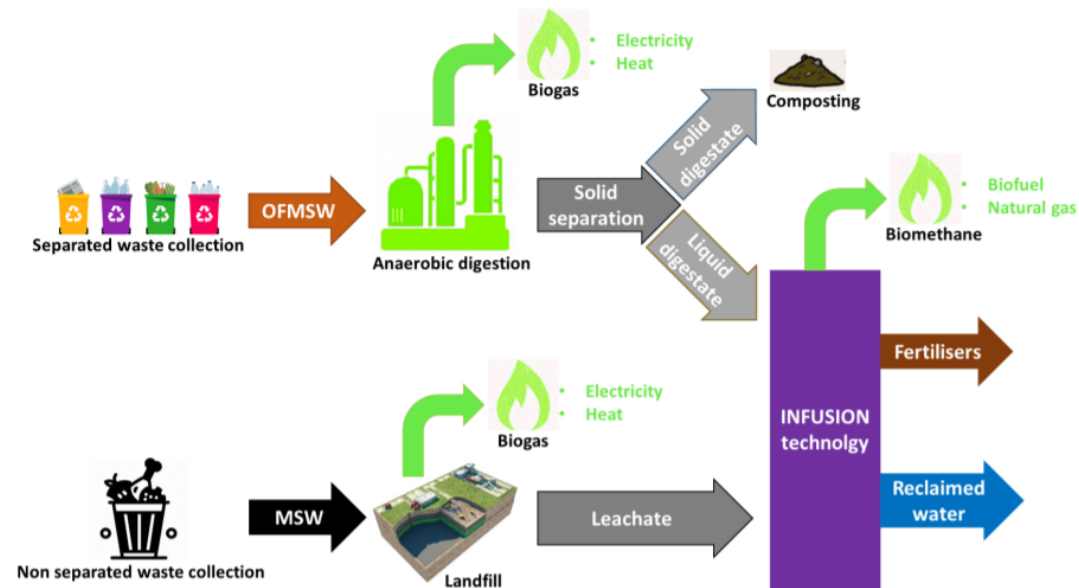 Electricity
Heat
Biogas
Composting
Solid
digestate
Solid
separation
Liquid
digestate
OFMSW
Separated waste collection
Anaerobic digestion
Biofuel
Natural gas
Biomethane
Fertilisers
Electricity
Heat
Biogas
INFUSION
technolgy
Reclaimed
water
MSW
Leachate
Non separated waste collection
Landfill